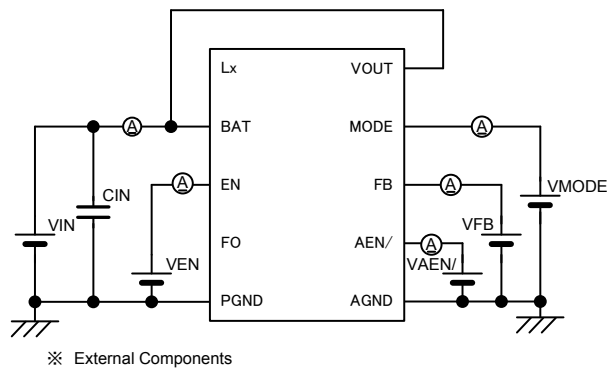 Lx
VOUT
BAT
MODE
EN
FB
FO
AEN/
PGND
AGND
A
A
A
A
A
CIN
VIN
VEN
VMODE
VFB
VAEN/
※ External Components